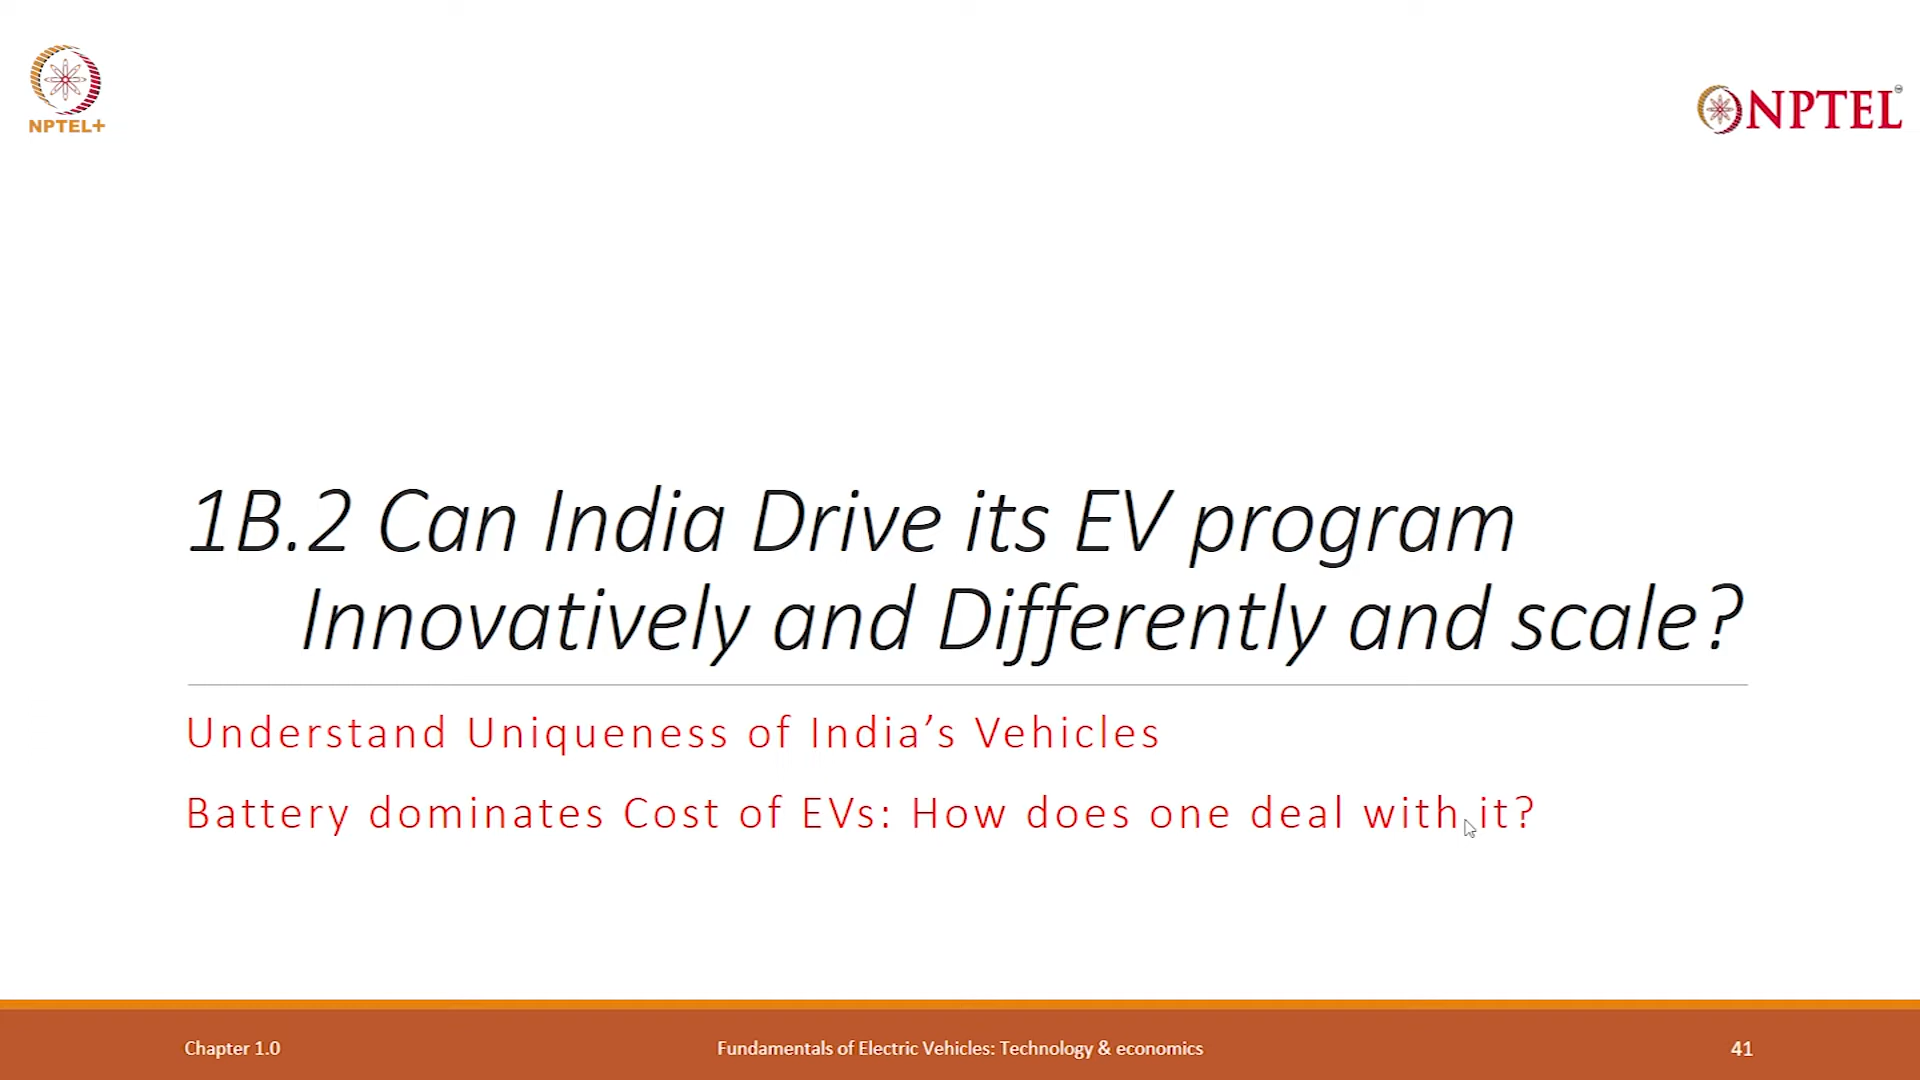 NPTEL+
NPTEL
1B.2 Can India Drive its EV program
Innovatively and Differently and scale?
Understand Uniqueness of India’s Vehicles
Battery dominates Cost of EVs: How does one deal with it?
Chapter 1.0
Fundamentals of Electric Vehicles: Technology & economics
41